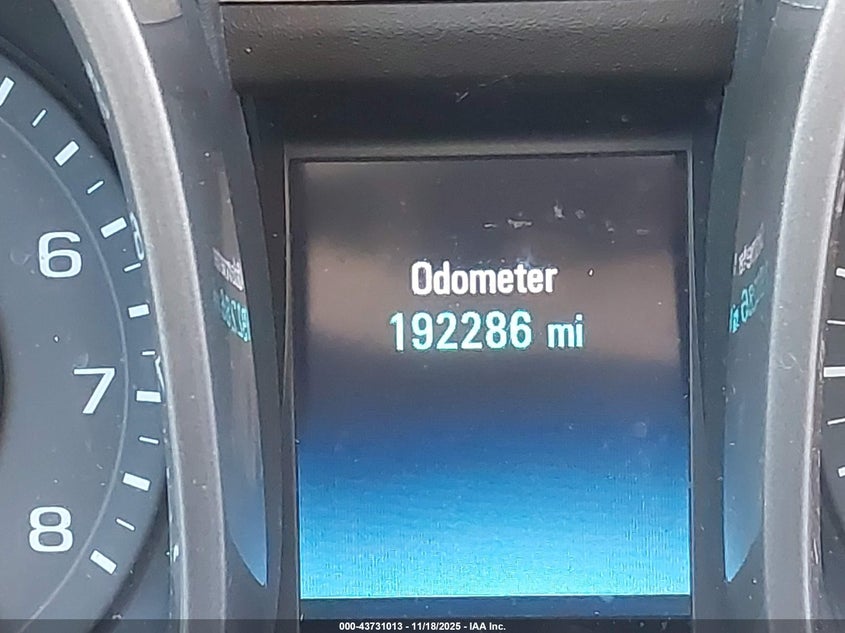 6
7
8
Odometer
192286 mi
000-43731013 - 11/18/2025 - IAA Inc.